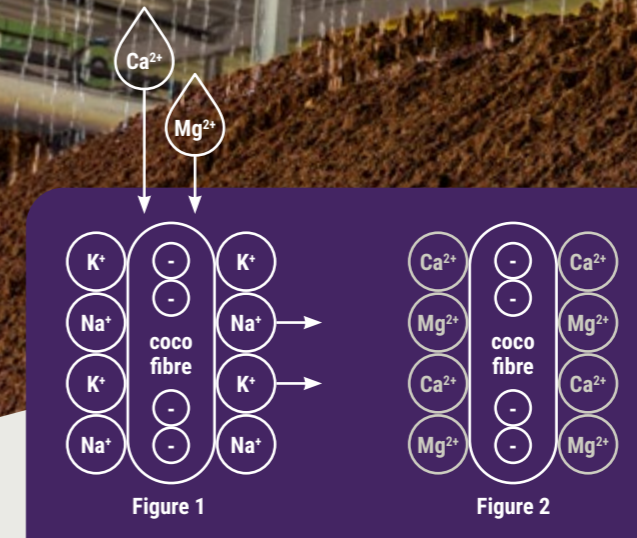 Ca²⁺
Mg²⁺
K⁺ - K⁺ Ca²⁺ - Ca²⁺
-  -
Na⁺ Na⁺ Mg²⁺ Mg²⁺
coco coco
fibre fibre
K⁺ K⁺ Ca²⁺ Ca²⁺
-  -
Na⁺ - Na⁺ Mg²⁺ - Mg²⁺
Figure 1 Figure 2